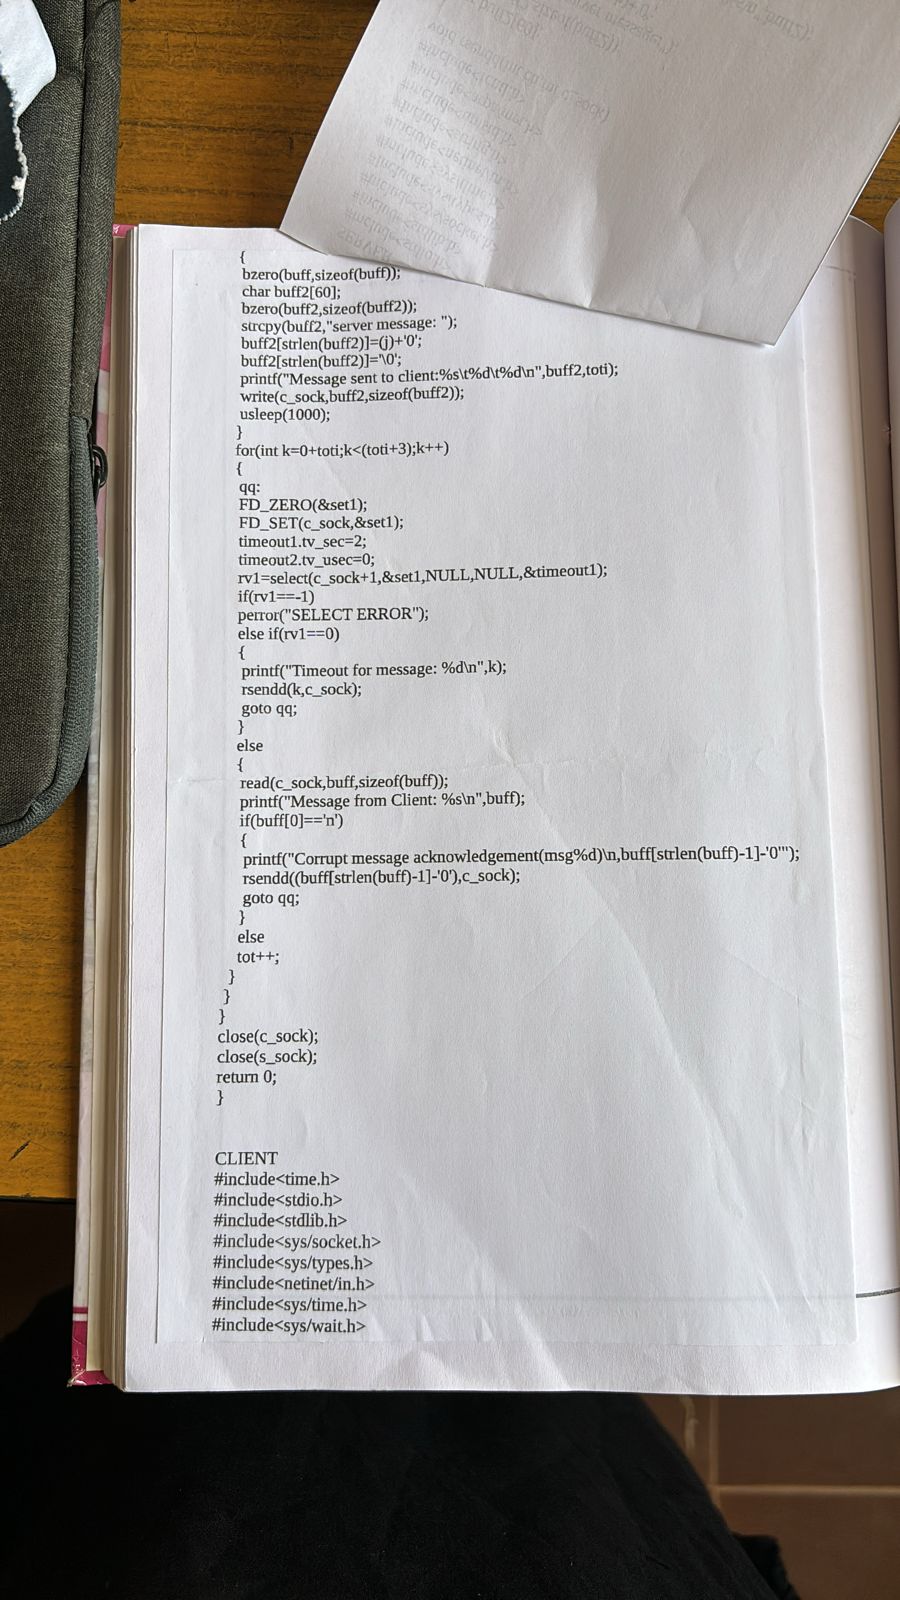 {
bzero(buff,sizeof(buff));
char buff2[60];
bzero(buff2,sizeof(buff2));
strcpy(buff2,"server message: ");
buff2[strlen(buff2)]=(j)+'0';
buff2[strlen(buff2)]='\0';
printf("Message sent to client:%s\t%d\t%d\n",buff2,toti);
write(c_sock,buff2,sizeof(buff2));
usleep(1000);
}
for(int k=0+toti;k<(toti+3);k++)
{
qq:
FD_ZERO(&set1);
FD_SET(c_sock,&set1);
timeout1.tv_sec=2;
timeout2.tv_usec=0;
rv1=select(c_sock+1,&set1,NULL,NULL,&timeout1);
if(rv1==-1)
perror("SELECT ERROR");
else if(rv1==0)
{
printf("Timeout for message: %d\n",k);
rsendd(k,c_sock);
goto qq;
}
else
{
read(c_sock,buff,sizeof(buff));
printf("Message from Client: %s\n",buff);
if(buff[0]=='n')
{
printf("Corrupt message acknowledgement(msg%d)\n,buff[strlen(buff)-1]-'0'");
rsendd((buff[strlen(buff)-1]-'0'),c_sock);
goto qq;
}
else
tot++;
}
}
}
close(c_sock);
close(s_sock);
return 0;
}
CLIENT
#include<time.h>
#include<stdio.h>
#include<stdlib.h>
#include<sys/socket.h>
#include<sys/types.h>
#include<netinet/in.h>
#include<sys/time.h>
#include<sys/wait.h>